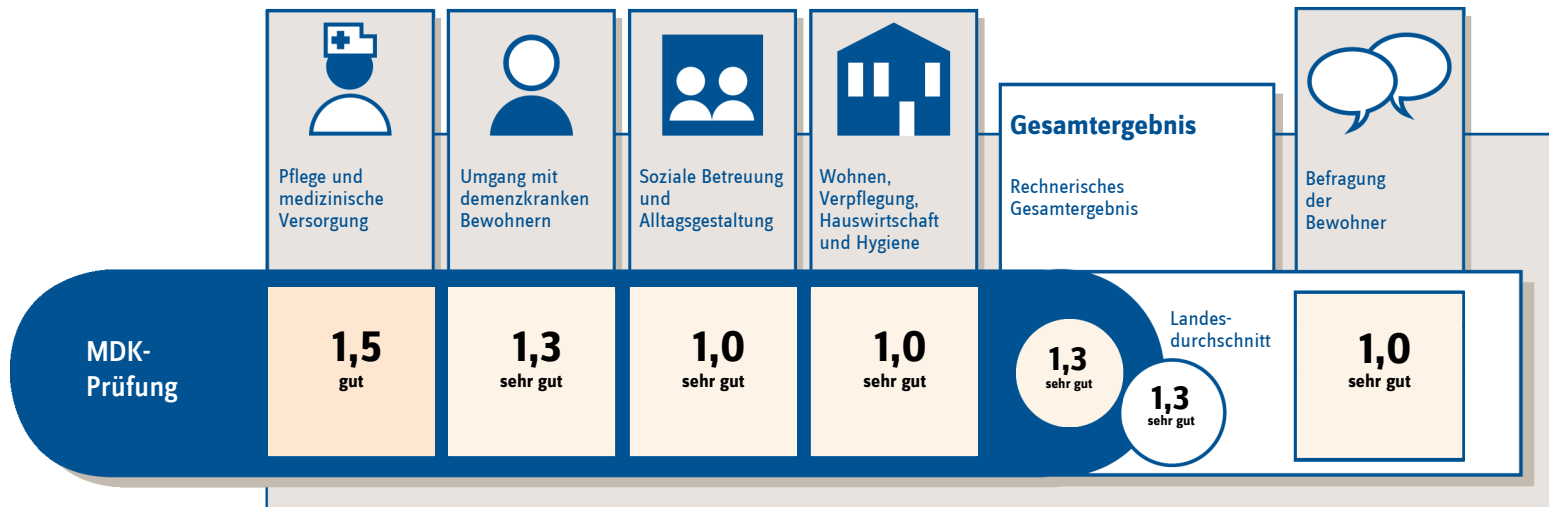 Pflege und
medizinische
Versorgung
Umgang mit
demenzkranken
Bewohnern
Soziale Betreuung
und
Alltagsgestaltung
Wohnen,
Verpflegung,
Hauswirtschaft
und Hygiene
Gesamtergebnis
Rechnerisches
Gesamtergebnis
Befragung
der
Bewohner
MDK-
Prüfung
1,5
gut
1,3
sehr gut
1,0
sehr gut
1,0
sehr gut
1,3
sehr gut
Landes-
durchschnitt
1,3
sehr gut
1,0
sehr gut